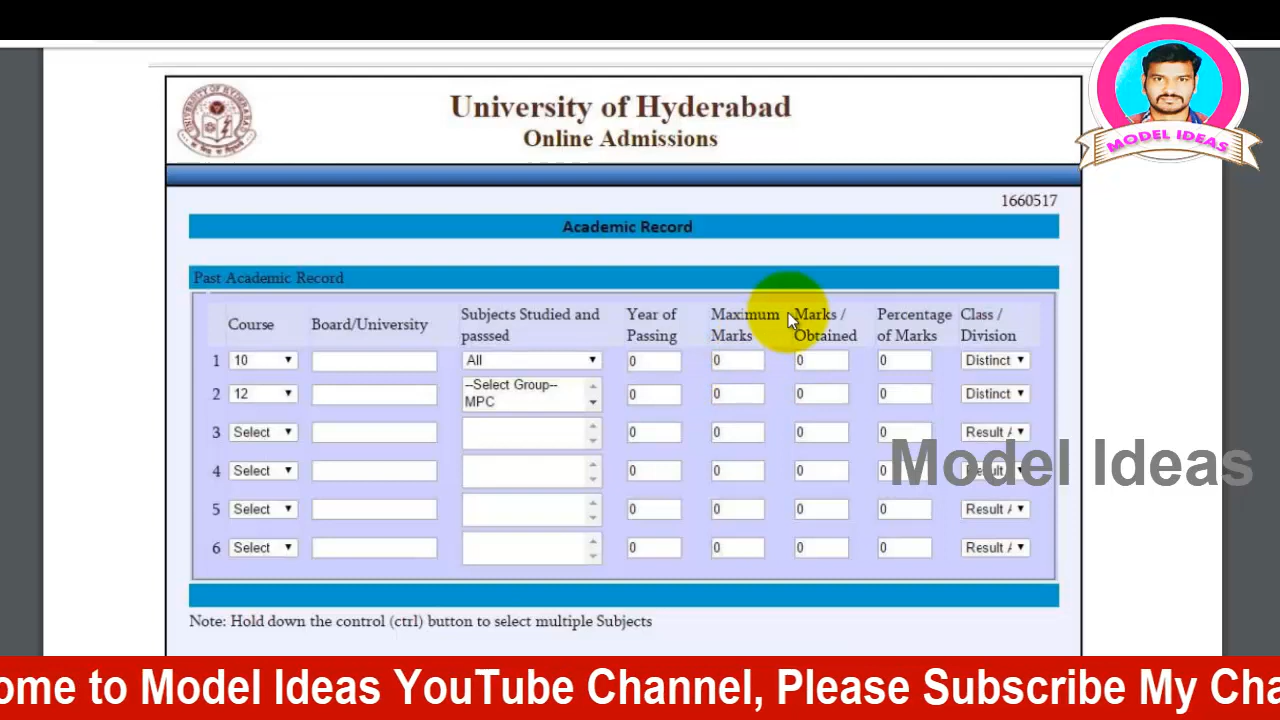 University of Hyderabad
Online Admissions
MODEL IDEAS
1660517
Academic Record
Past Academic Record
Course Board/University Subjects Studied and passsed Year of Passing Maximum Marks Marks / Obtained Percentage of Marks Class / Division
1 10 All 0 0 0 0 Distinct
2 12 --Select Group-- MPC 0 0 0 0 Distinct
3 Select 0 0 0 0 Result
4 Select 0 0 0 0
5 Select 0 0 0 0 Result
6 Select 0 0 0 0 Result
Model Ideas
Note: Hold down the control (ctrl) button to select multiple Subjects
ome to Model Ideas YouTube Channel, Please Subscribe My Cha